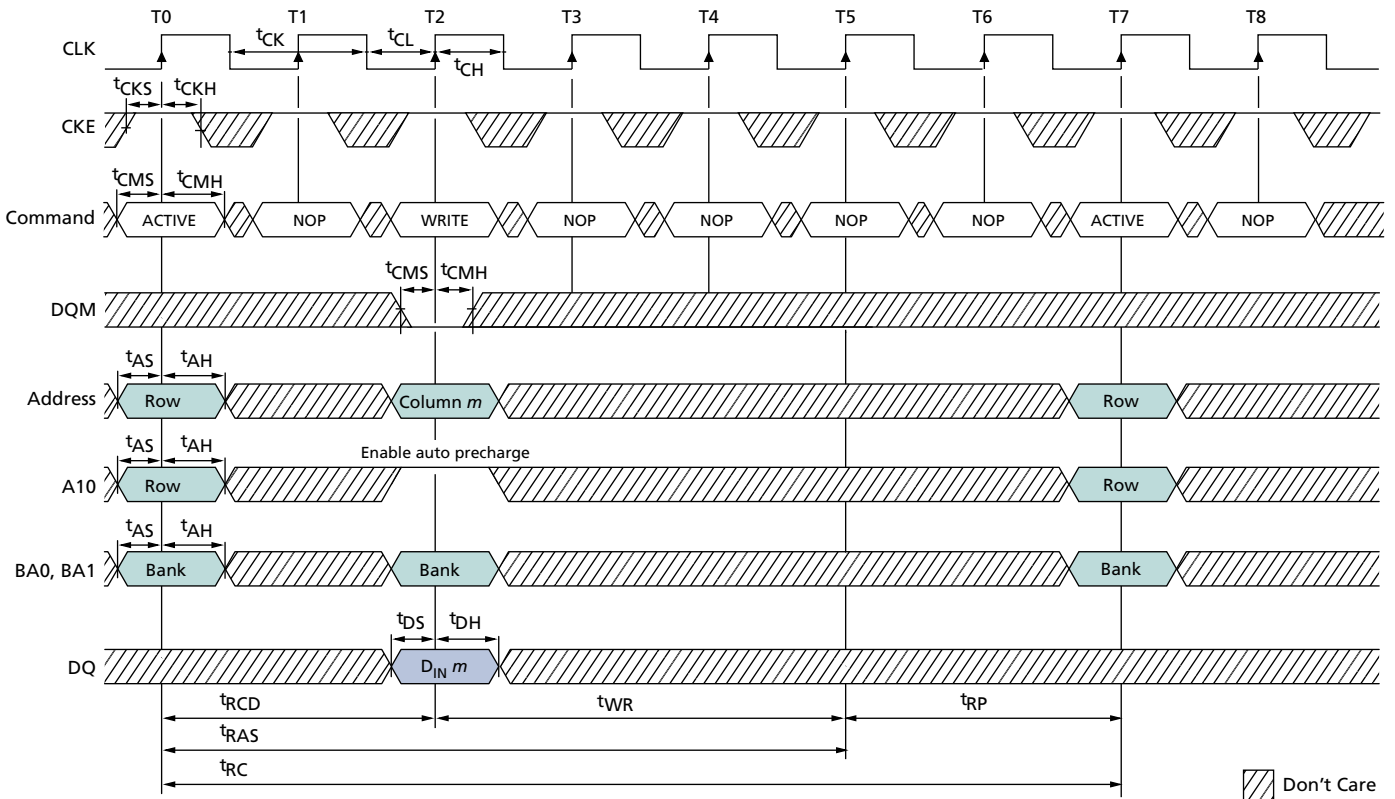 T0 T1 T2 T3 T4 T5 T6 T7 T8
CLK
tCK tCL
tCH
tCKS tCKH
CKE
tCMS tCMH
Command ACTIVE NOP WRITE NOP NOP NOP NOP ACTIVE NOP
tCMS tCMH
DQM
tAS tAH
Address Row Column m Row
tAS tAH Enable auto precharge
A10 Row Row
tAS tAH
BA0, BA1 Bank Bank Bank
tDS tDH
DQ DIN m
tRCD tWR tRP
tRAS
tRC
Don't Care